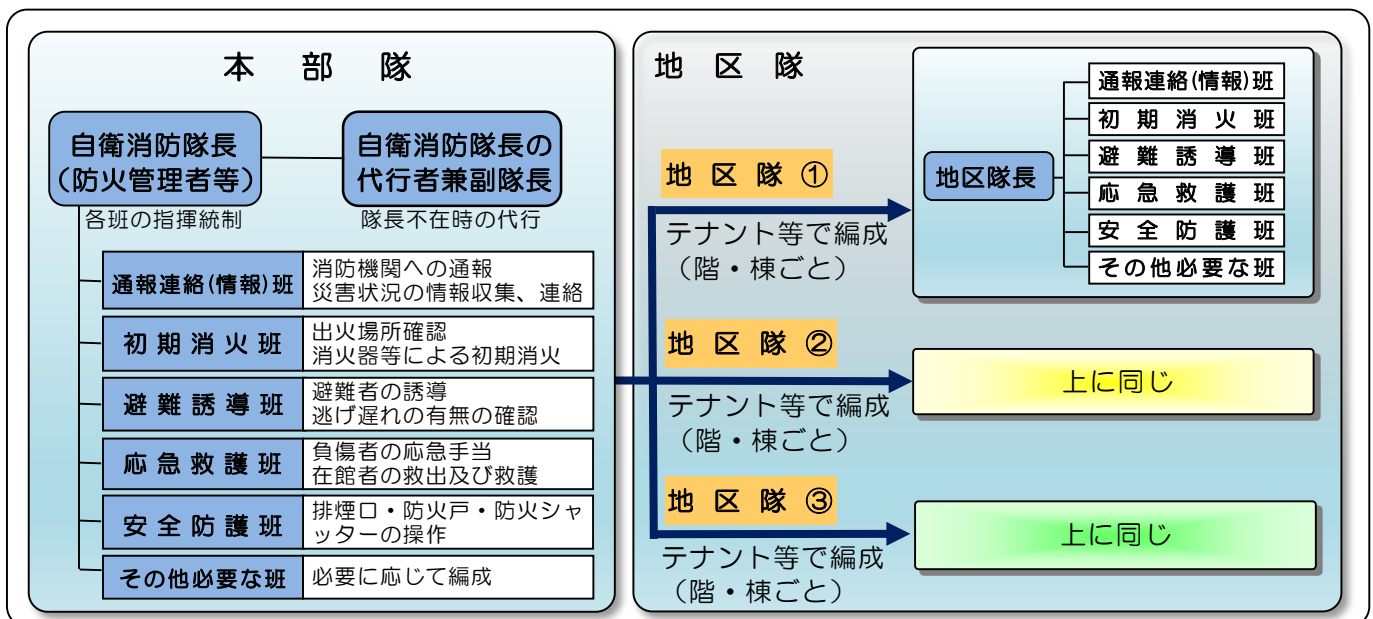 本部隊
自衛消防隊長
（防火管理者等）
各班の指揮統制
自衛消防隊長の
代行者兼副隊長
隊長不在時の代行
通報連絡(情報)班
消防機関への通報
災害状況の情報収集、連絡
初期消火班
出火場所確認
消火器等による初期消火
避難誘導班
避難者の誘導
逃げ遅れの有無の確認
応急救護班
負傷者の応急手当
在館者の救出及び救護
安全防護班
排煙口・防火戸・防火シャ
ッターの操作
その他必要な班
必要に応じて編成
地区隊
地区隊①
テナント等で編成
（階・棟ごと）
地区隊長
通報連絡(情報)班
初期消火班
避難誘導班
応急救護班
安全防護班
その他必要な班
地区隊②
テナント等で編成
（階・棟ごと）
上に同じ
地区隊③
テナント等で編成
（階・棟ごと）
上に同じ